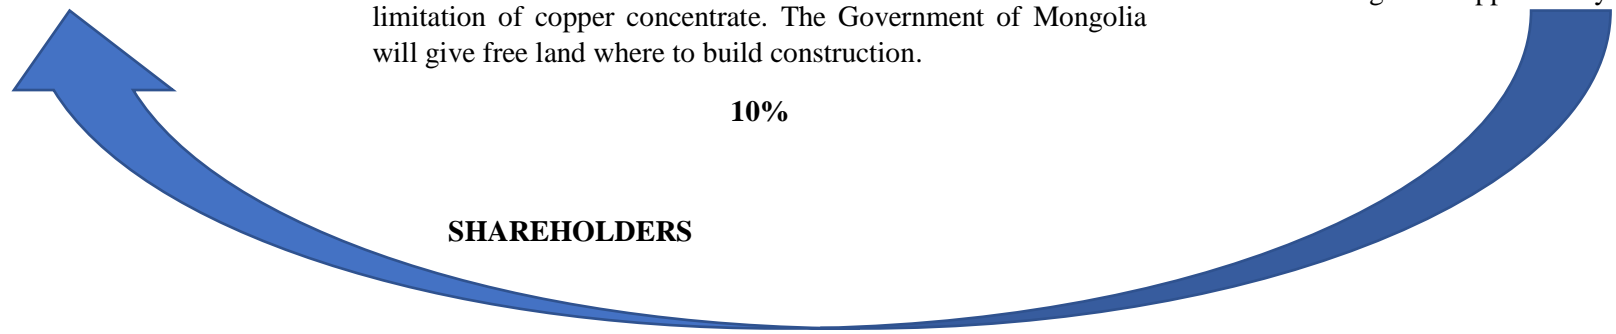 limitation of copper concentrate. The Government of Mongolia
will give free land where to build construction.
10%
SHAREHOLDERS